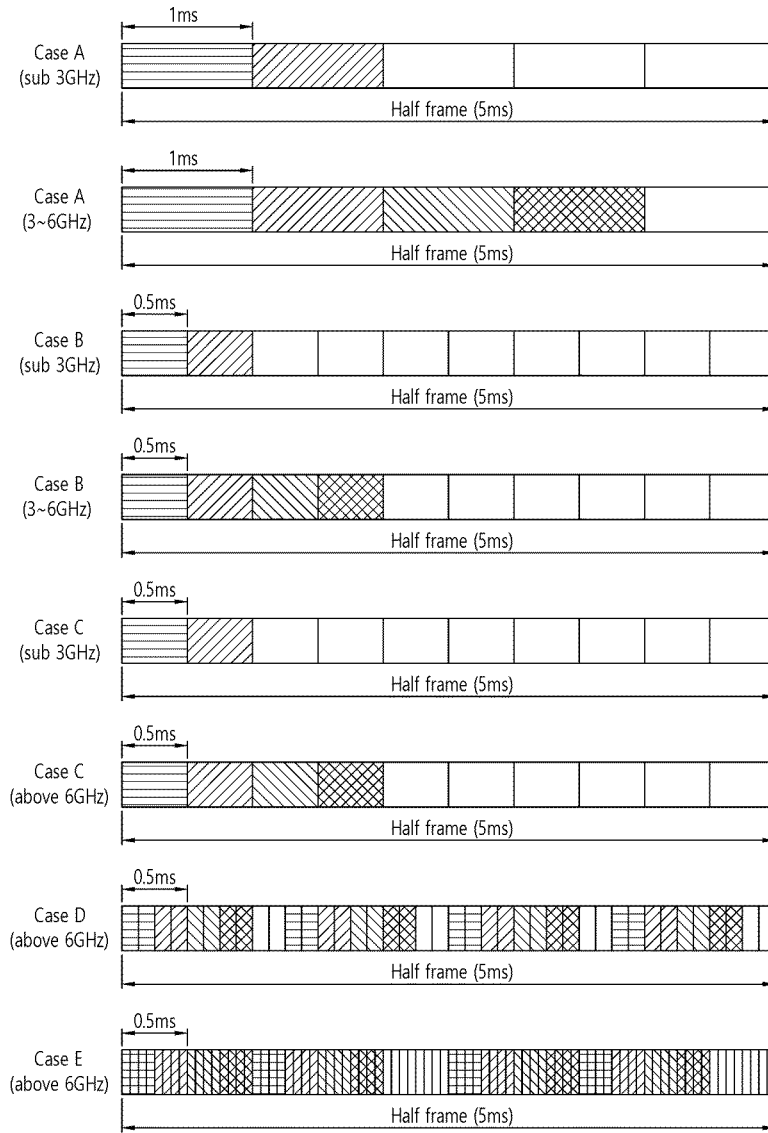 1ms
Case A
(sub 3GHz)
Half frame (5ms)
1ms
Case A
(3~6GHz)
Half frame (5ms)
0.5ms
Case B
(sub 3GHz)
Half frame (5ms)
0.5ms
Case B
(3~6GHz)
Half frame (5ms)
0.5ms
Case C
(sub 3GHz)
Half frame (5ms)
0.5ms
Case C
(above 6GHz)
Half frame (5ms)
0.5ms
Case D
(above 6GHz)
Half frame (5ms)
0.5ms
Case E
(above 6GHz)
Half frame (5ms)